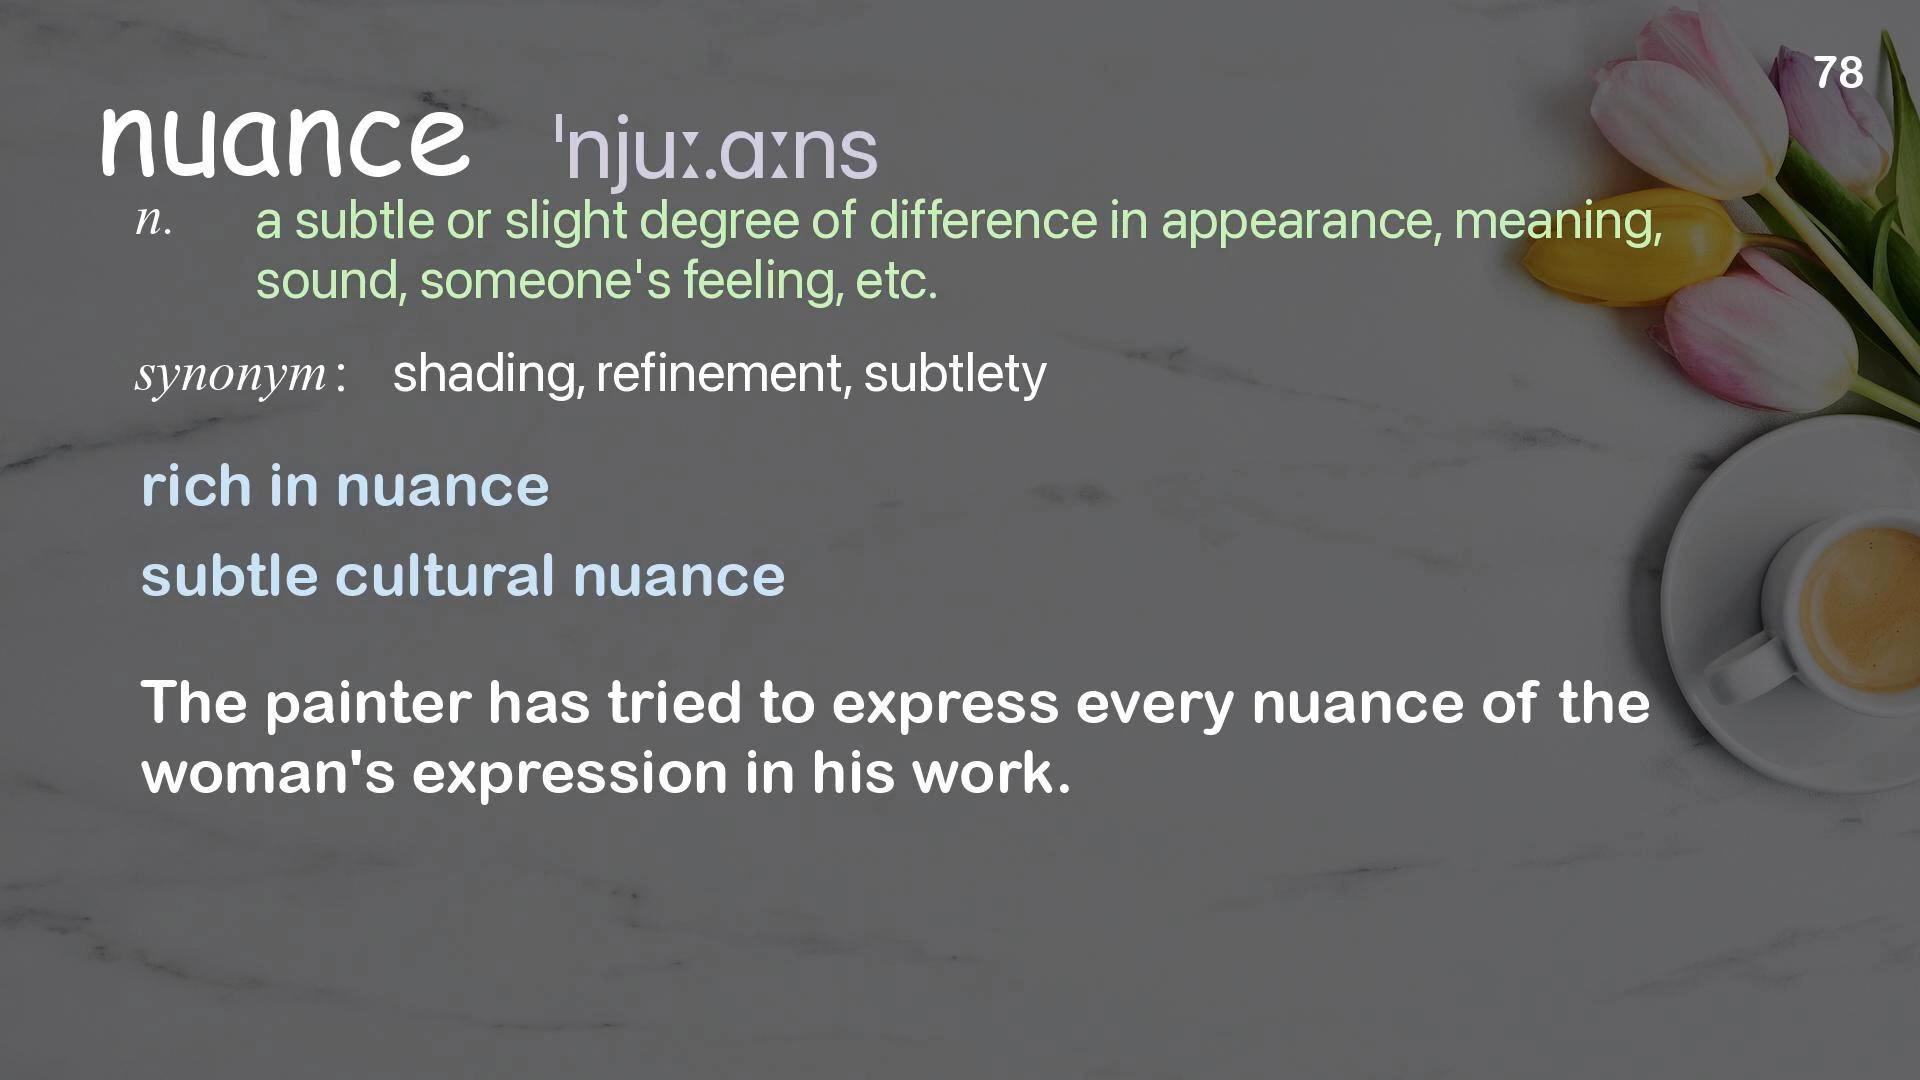 78
nuance ˈnjuː.ɑːns
n. a subtle or slight degree of difference in appearance, meaning,
sound, someone's feeling, etc.
synonym : shading, refinement, subtlety
rich in nuance
subtle cultural nuance
The painter has tried to express every nuance of the
woman's expression in his work.